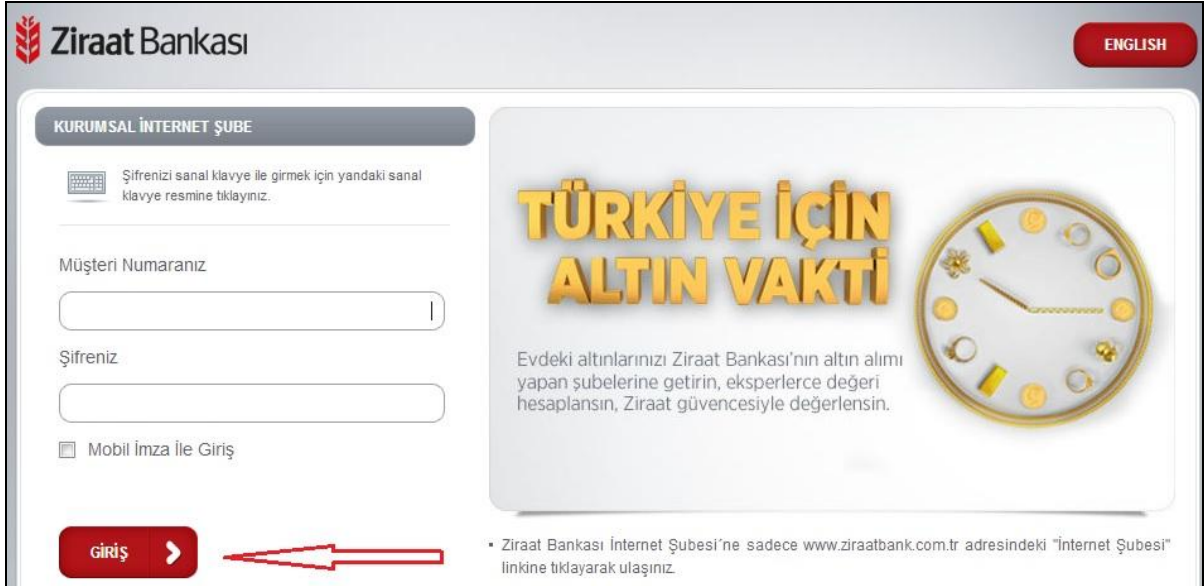 Ziraat Bankası
ENGLISH
KURUMSAL İNTERNET ŞUBE
Şifrenizi sanal klavye ile girmek için yandaki sanal
klavye resmine tıklayınız.
Müşteri Numaranız
Şifreniz
Mobil İmza İle Giriş
GİRİŞ
TÜRKİYE İÇİN
ALTIN VAKTİ
Evdeki altınlarınızı Ziraat Bankası'nın altın alımı
yapan şubelerine getirin, eksperlerce değeri
hesaplansın, Ziraat güvencesiyle değerlensin.
▪ Ziraat Bankası İnternet Şubesi´ne sadece www.ziraatbank.com.tr adresindeki "İnternet Şubesi"
linkine tıklayarak ulaşınız.